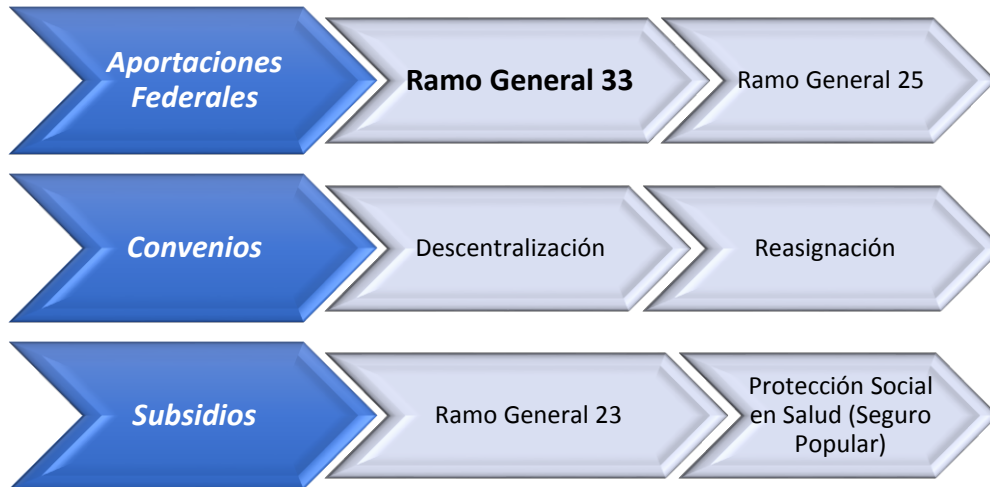 Aportaciones
Federales
Ramo General 33
Ramo General 25
Convenios
Descentralización
Reasignación
Subsidios
Ramo General 23
Protección Social
en Salud (Seguro
Popular)